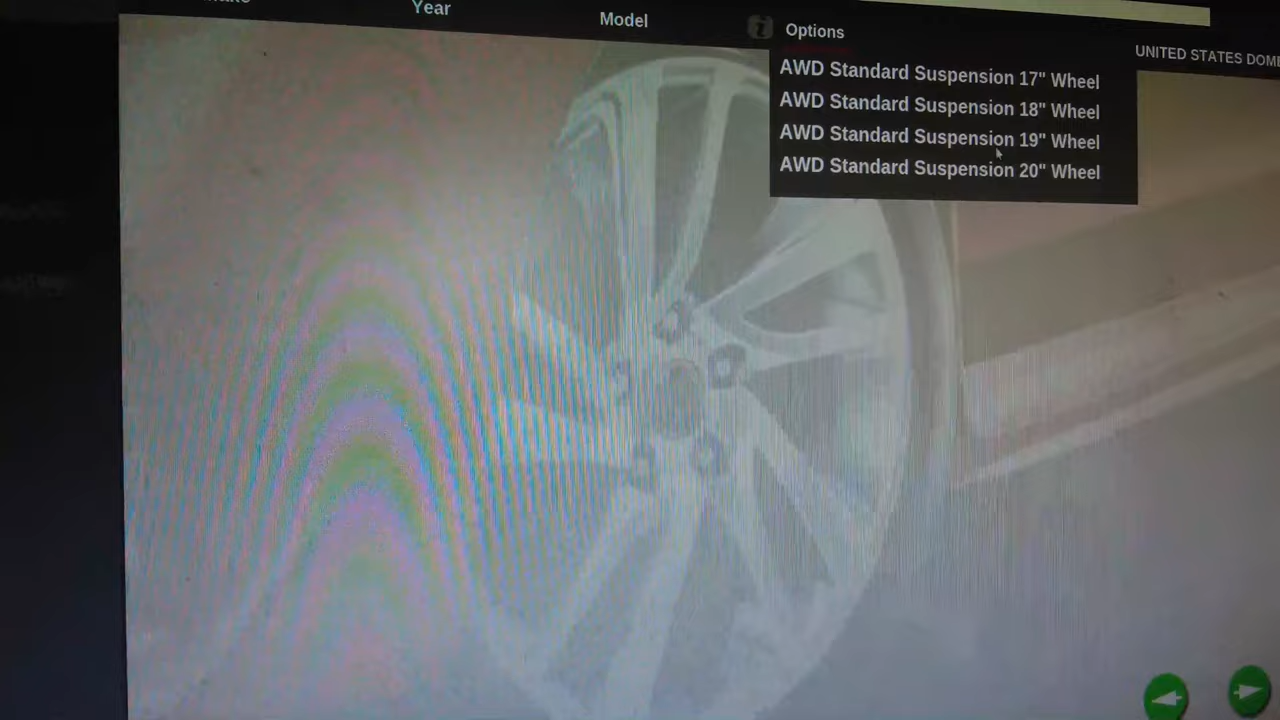 Year
Model
Options
UNITED STATES
AWD Standard Suspension 17" Wheel
AWD Standard Suspension 18" Wheel
AWD Standard Suspension 19" Wheel
AWD Standard Suspension 20" Wheel